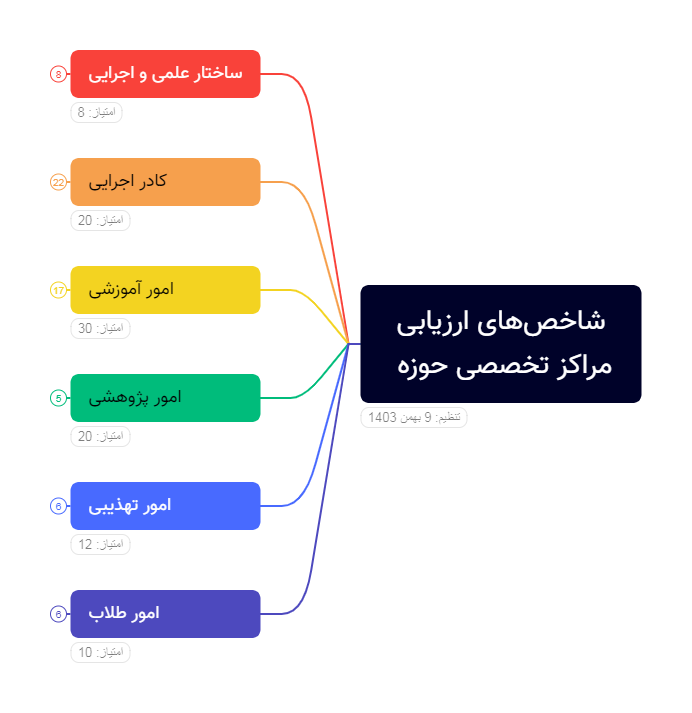 شاخص‌های ارزیابی
مراکز تخصصی حوزه
تنظیم: 9 بهمن 1403
ساختار علمی و اجرایی
8
امتیاز: 8
کادر اجرایی
22
امتیاز: 20
امور آموزشی
17
امتیاز: 30
امور پژوهشی
5
امتیاز: 20
امور تهذیبی
6
امتیاز: 12
امور طلاب
6
امتیاز: 10